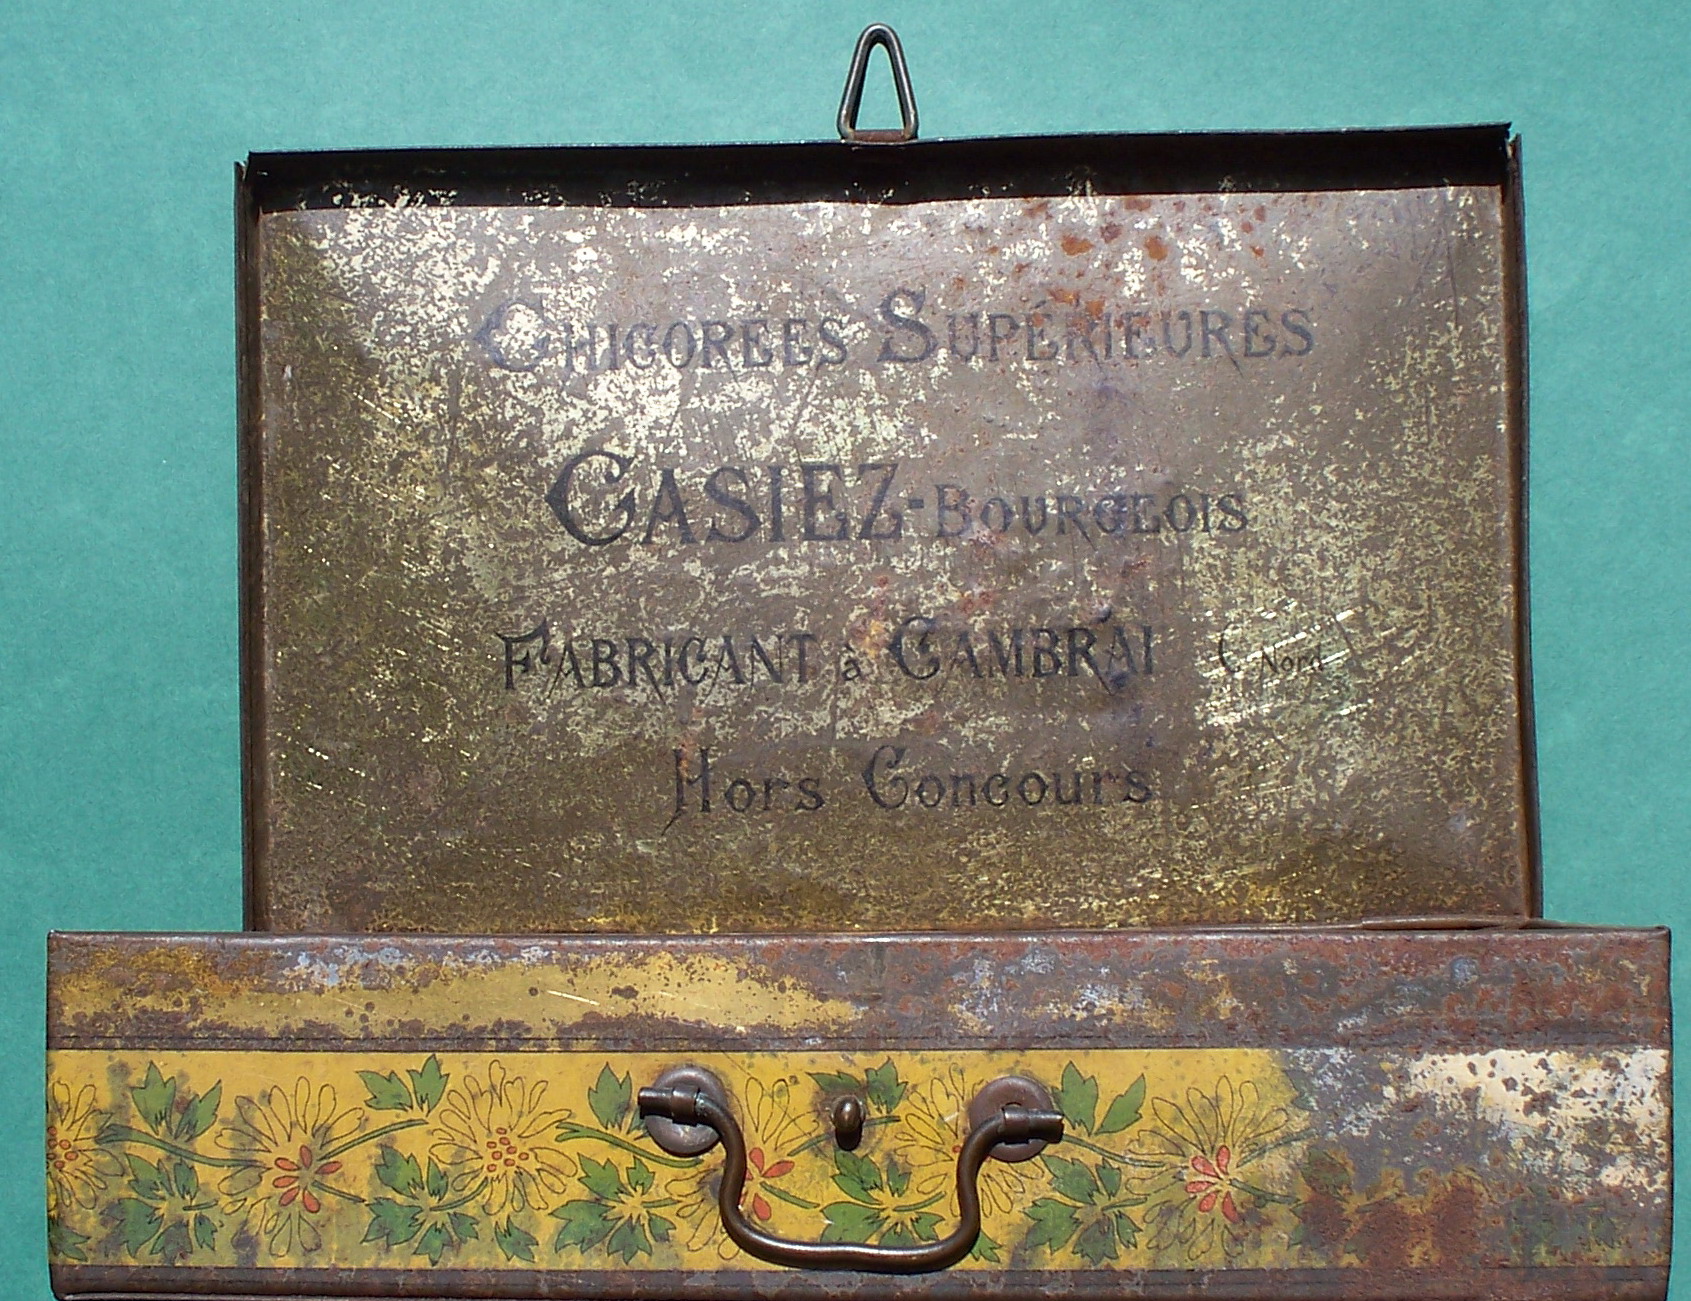 CHICORÉES SUPÉRIEURES
CASIEZ-BOURGEOIS
FABRICANT à CAMBRAI (Nord)
Hors Concours